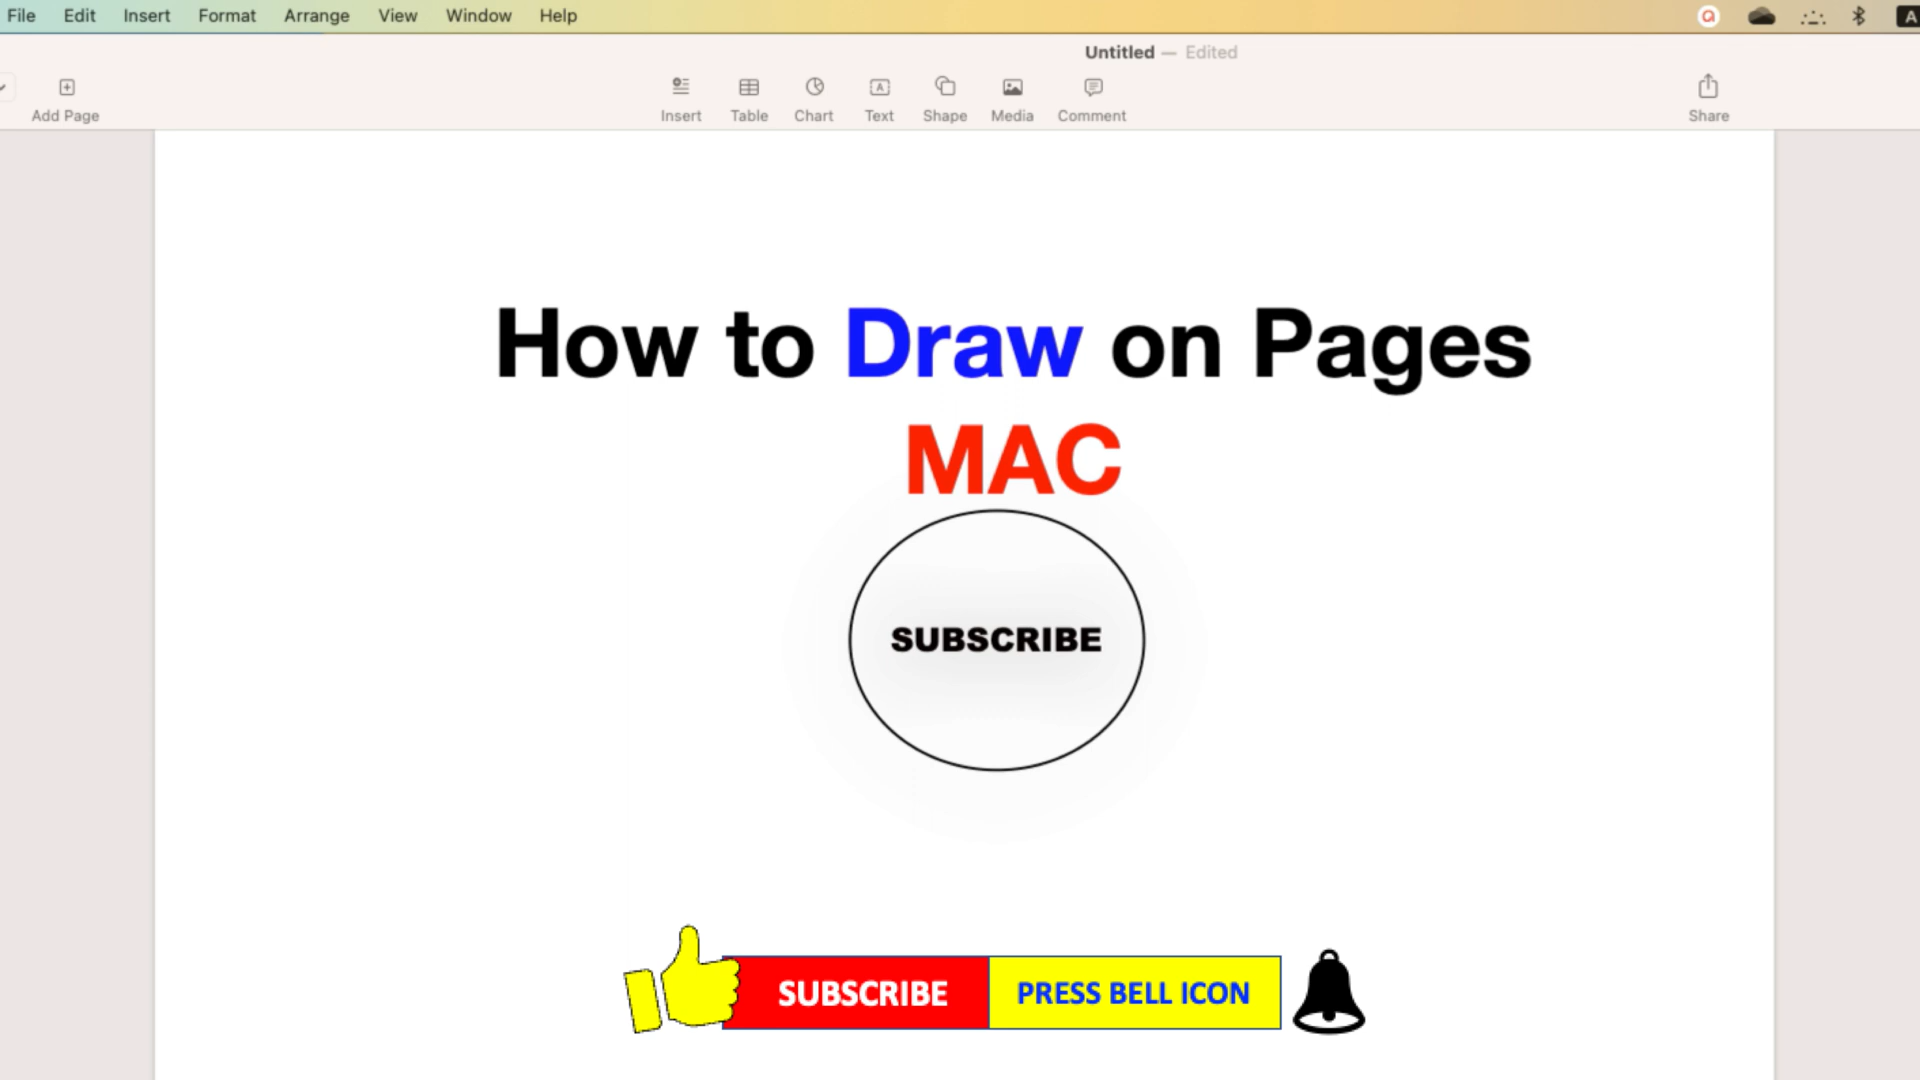 File Edit Insert Format Arrange View Window Help
A
Untitled — Edited
Add Page Insert Table Chart Text Shape Media Comment Share
How to Draw on Pages
MAC
SUBSCRIBE
SUBSCRIBE PRESS BELL ICON